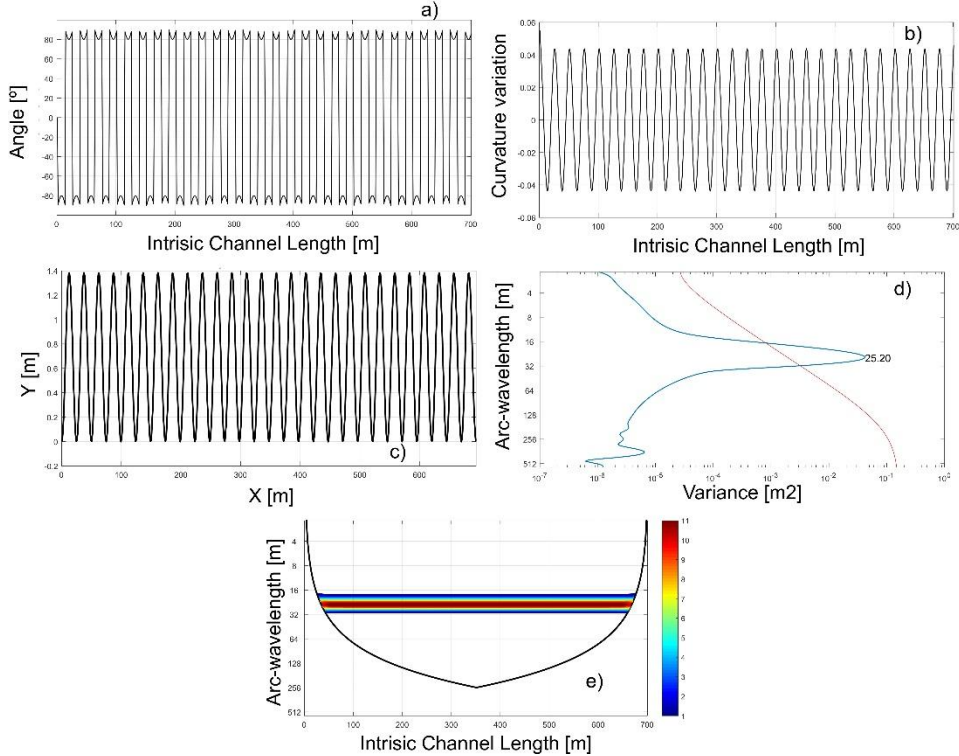 a)
80
60
40
20
0
-20
-40
-60
-80
Angle [º]
0 100 200 300 400 500 600 700
Intrisic Channel Length [m]
b)
0.06
0.04
0.02
0
-0.02
-0.04
-0.06
Curvature variation
0 100 200 300 400 500 600 700
Intrisic Channel Length [m]
1.4
1.2
1
0.8
0.6
0.4
0.2
0
-0.2
Y [m]
c)
0 100 200 300 400 500 600
X [m]
d)
4
8
16
32
64
128
256
512
Arc-wavelength [m]
25.20
10-7 10-6 10-5 10-4 10-3 10-2 10-1 100
Variance [m2]
4
8
16
32
64
128
256
512
Arc-wavelength [m]
e)
0 100 200 300 400 500 600 700
Intrisic Channel Length [m]
11
10
9
8
7
6
5
4
3
2
1